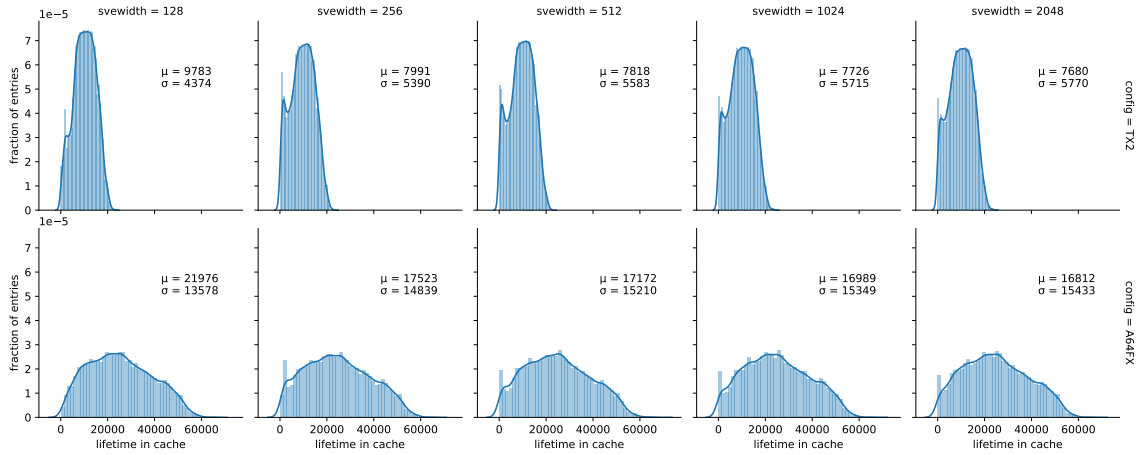 svewidth = 128
svewidth = 256
svewidth = 512
svewidth = 1024
svewidth = 2048
1e−5
fraction of entries
7
6
5
4
3
2
1
0
μ = 9783
σ = 4374
μ = 7991
σ = 5390
μ = 7818
σ = 5583
μ = 7726
σ = 5715
μ = 7680
σ = 5770
config = TX2
1e−5
fraction of entries
7
6
5
4
3
2
1
0
μ = 21976
σ = 13578
μ = 17523
σ = 14839
μ = 17172
σ = 15210
μ = 16989
σ = 15349
μ = 16812
σ = 15433
config = A64FX
0 20000 40000 60000
0 20000 40000 60000
0 20000 40000 60000
0 20000 40000 60000
0 20000 40000 60000
lifetime in cache
lifetime in cache
lifetime in cache
lifetime in cache
lifetime in cache